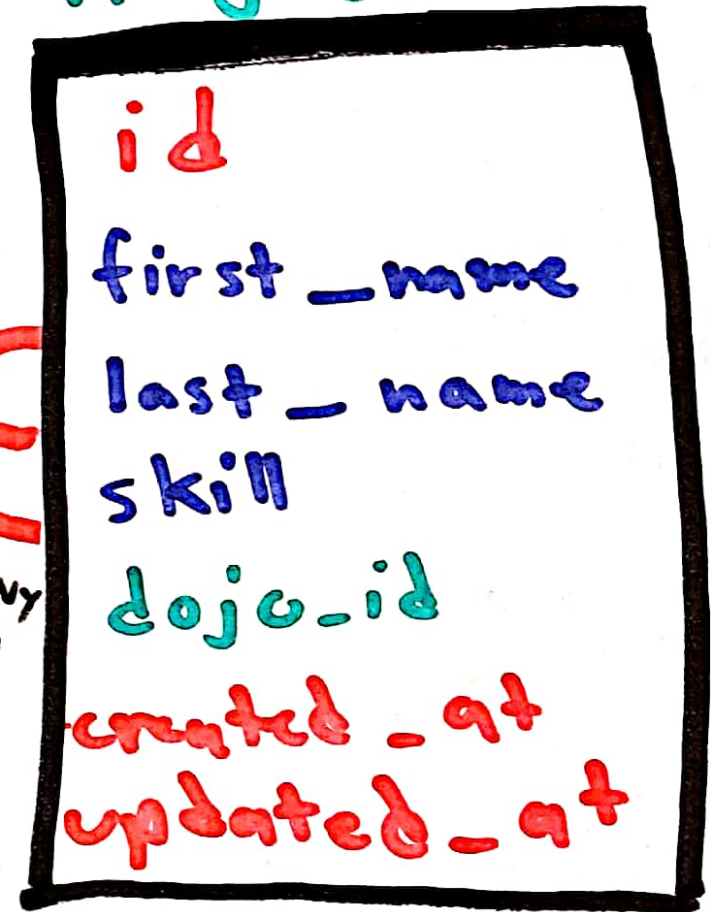 id
first_name
last_name
skill
dojo_id
created_at
updated_at